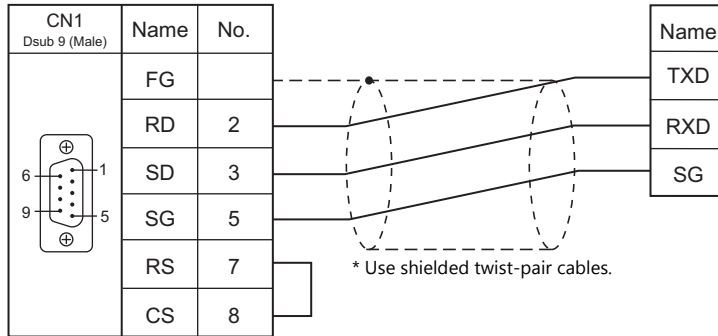 CN1
Dsub 9 (Male)
Name No.
FG
RD 2
SD 3
SG 5
RS 7
CS 8
6 1
9 5
Name
TXD
RXD
SG
* Use shielded twist-pair cables.